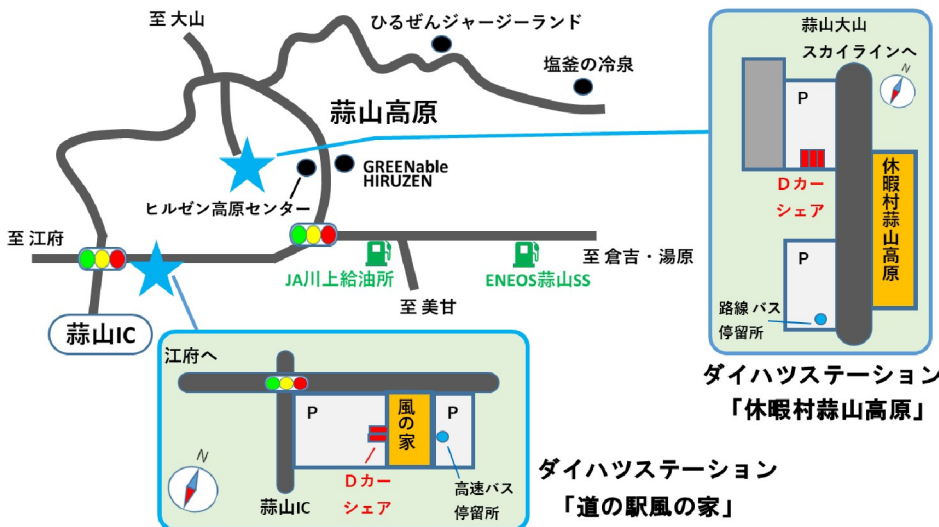 至 大山
ひるぜんジャージーランド
塩釜の冷泉
蒜山高原
GREENable
HIRUZEN
ヒルゼン高原センター
至 江府
至 倉吉・湯原
JA川上給油所
ENEOS蒜山SS
至 美甘
蒜山IC
蒜山大山
スカイラインへ
N
P
Dカー
シェア
休暇村蒜山高原
P
路線バス
停留所
ダイハツステーション
「休暇村蒜山高原」
江府へ
P
風の家
P
N
Dカー
シェア
高速バス
停留所
蒜山IC
ダイハツステーション
「道の駅風の家」